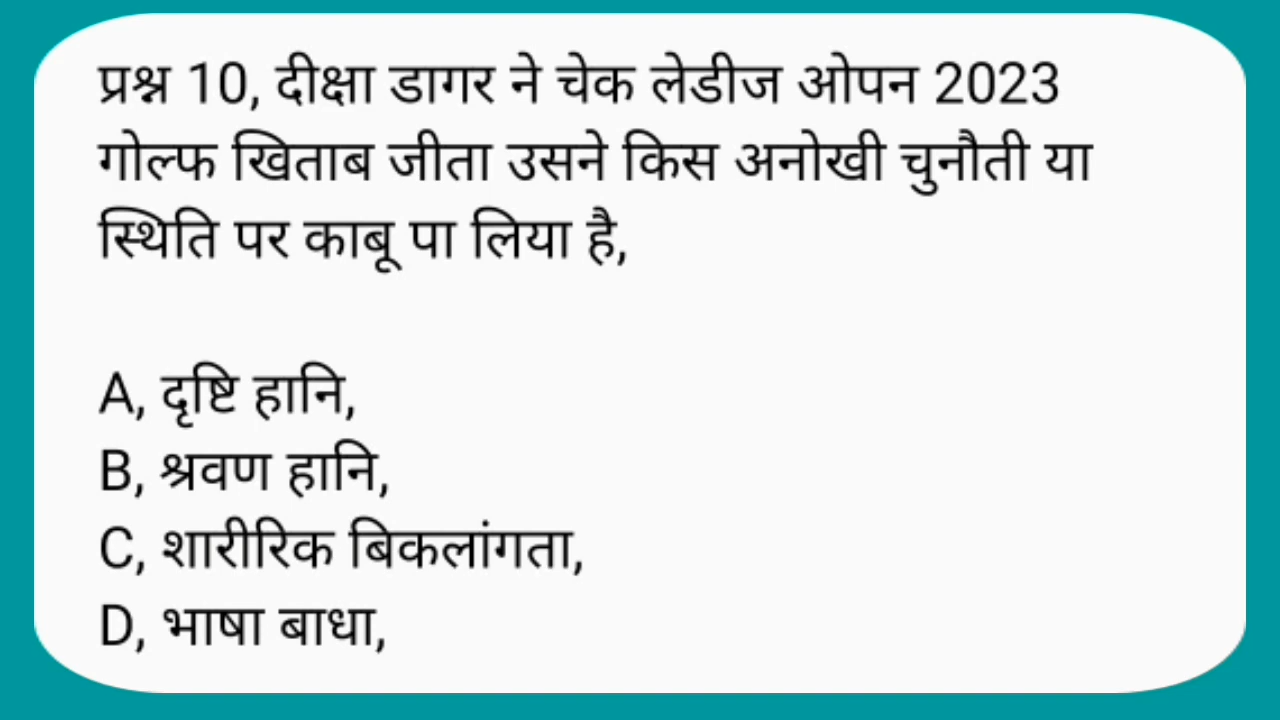 प्रश्न 10, दीक्षा डागर ने चेक लेडीज ओपन 2023
गोल्फ खिताब जीता उसने किस अनोखी चुनौती या
स्थिति पर काबू पा लिया है,
A, दृष्टि हानि,
B, श्रवण हानि,
C, शारीरिक बिकलांगता,
D, भाषा बाधा,